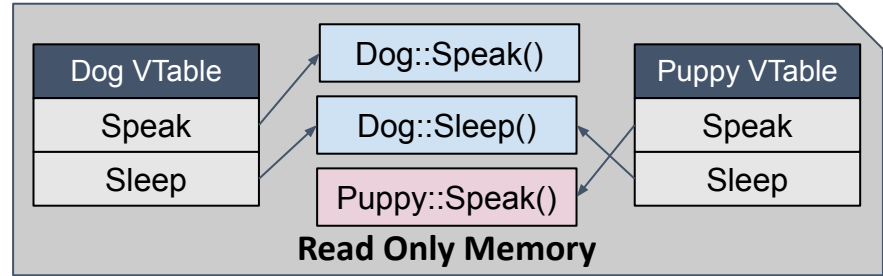 Dog VTable
Speak
Sleep
Dog::Speak()
Dog::Sleep()
Puppy::Speak()
Puppy VTable
Speak
Sleep
Read Only Memory